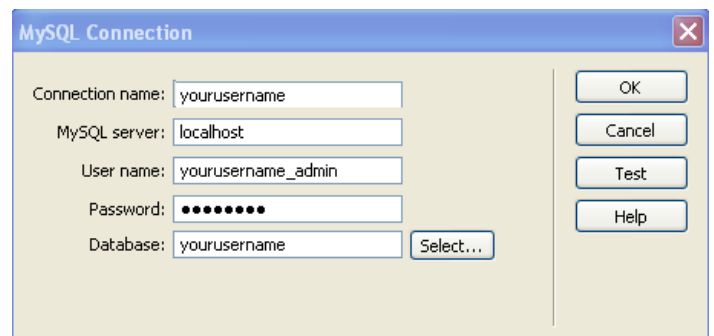 MySQL Connection
Connection name: yourusername
MySQL server: localhost
User name: yourusername_admin
Password: ●●●●●●●●
Database: yourusername Select...
OK
Cancel
Test
Help